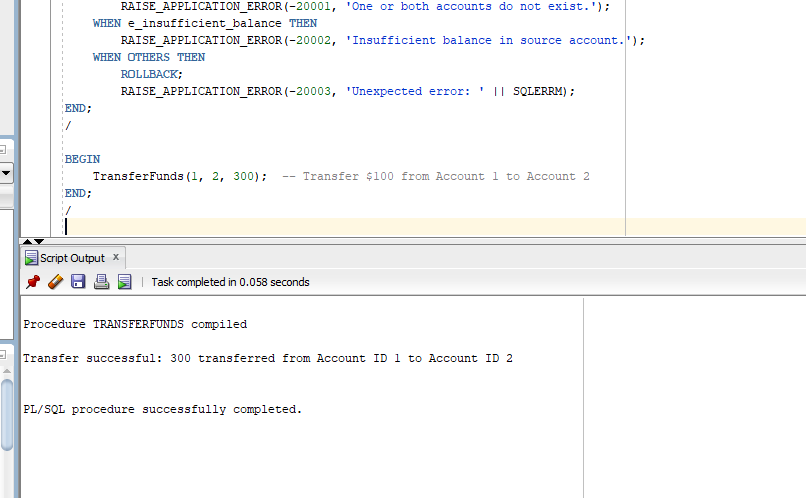 RAISE_APPLICATION_ERROR(-20001, 'One or both accounts do not exist.');
WHEN e_insufficient_balance THEN
RAISE_APPLICATION_ERROR(-20002, 'Insufficient balance in source account.');
WHEN OTHERS THEN
ROLLBACK;
RAISE_APPLICATION_ERROR(-20003, 'Unexpected error: ' || SQLERRM);
END;
/
BEGIN
TransferFunds(1, 2, 300);  -- Transfer $100 from Account 1 to Account 2
END;
/
Script Output x
Task completed in 0.058 seconds
Procedure TRANSFERFUNDS compiled
Transfer successful: 300 transferred from Account ID 1 to Account ID 2
PL/SQL procedure successfully completed.